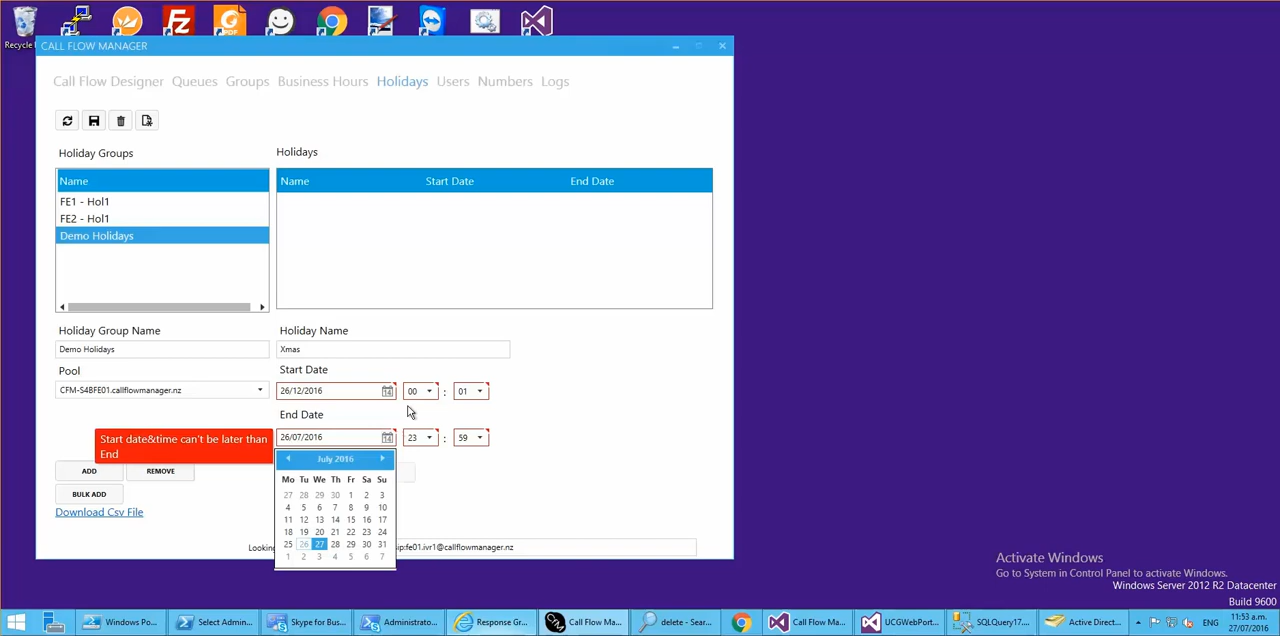 Recycle
CALL FLOW MANAGER
Call Flow Designer Queues Groups Business Hours Holidays Users Numbers Logs
Holiday Groups
Holidays
Name
Name Start Date End Date
FE1 - Hol1
FE2 - Hol1
Demo Holidays
Holiday Group Name
Holiday Name
Demo Holidays
Xmas
Pool
Start Date
CFM-S4BFE01.callflowmanager.nz
26/12/2016 14 00 : 01
End Date
26/07/2016 14 23 : 59
Start date&time can't be later than
End
ADD REMOVE
BULK ADD
Download Csv File
July 2016
Mo Tu We Th Fr Sa Su
27 28 29 30 1 2 3
4 5 6 7 8 9 10
11 12 13 14 15 16 17
18 19 20 21 22 23 24
25 26 27 28 29 30 31
1 2 3 4 5 6 7
Looking
up:fe01.ivr1@callflowmanager.nz
Activate Windows
Go to System in Control Panel to activate Windows.
Windows Server 2012 R2 Datacenter
Build 9600
Windows Po...
Select Admin...
Skype for Bus...
Administrato...
Response Gr...
Call Flow Ma...
delete - Sear...
Call Flow Ma...
UCGWebPort...
SQLQuery17....
Active Direct...
ENG
11:53 a.m.
27/07/2016